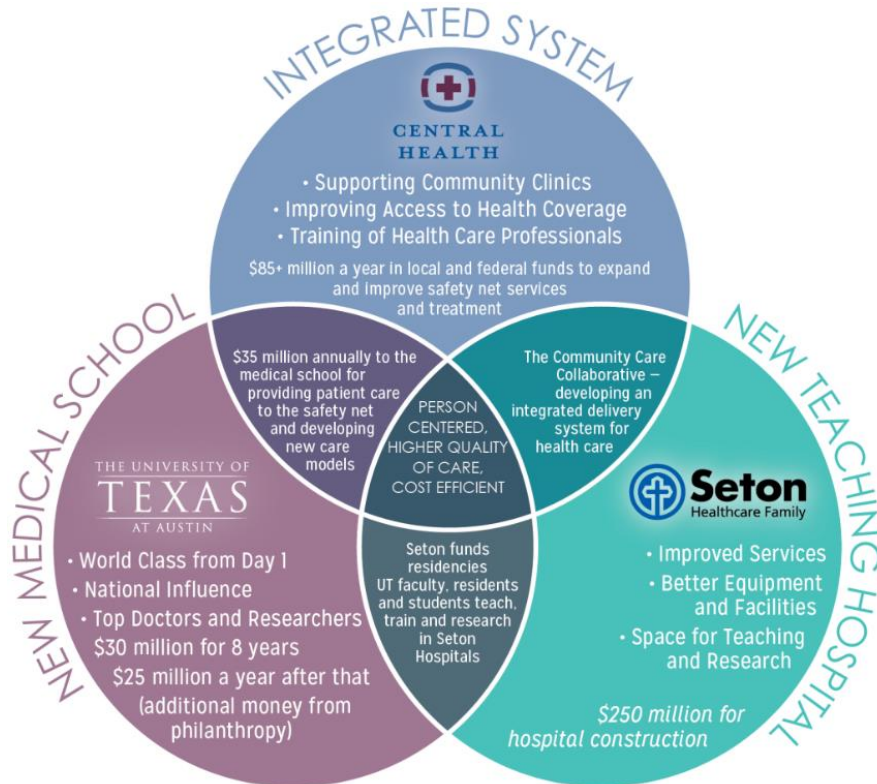 INTEGRATED SYSTEM
CENTRAL
HEALTH
• Supporting Community Clinics
• Improving Access to Health Coverage
• Training of Health Care Professionals
$85+ million a year in local and federal funds to expand
and improve safety net services
and treatment
NEW MEDICAL SCHOOL
$35 million annually to the
medical school for
providing patient care
to the safety net
and developing
new care
models
PERSON
CENTERED,
HIGHER QUALITY
OF CARE,
COST EFFICIENT
The Community Care
Collaborative –
developing an
integrated delivery
system for
health care
NEW TEACHING HOSPITAL
THE UNIVERSITY OF
TEXAS
AT AUSTIN
• World Class from Day 1
• National Influence
• Top Doctors and Researchers
$30 million for 8 years
$25 million a year after that
(additional money from
philanthropy)
Seton funds
residencies
UT faculty, residents
and students teach,
train and research
in Seton
Hospitals
Seton
Healthcare Family
• Improved Services
• Better Equipment
and Facilities
• Space for Teaching
and Research
$250 million for
hospital construction